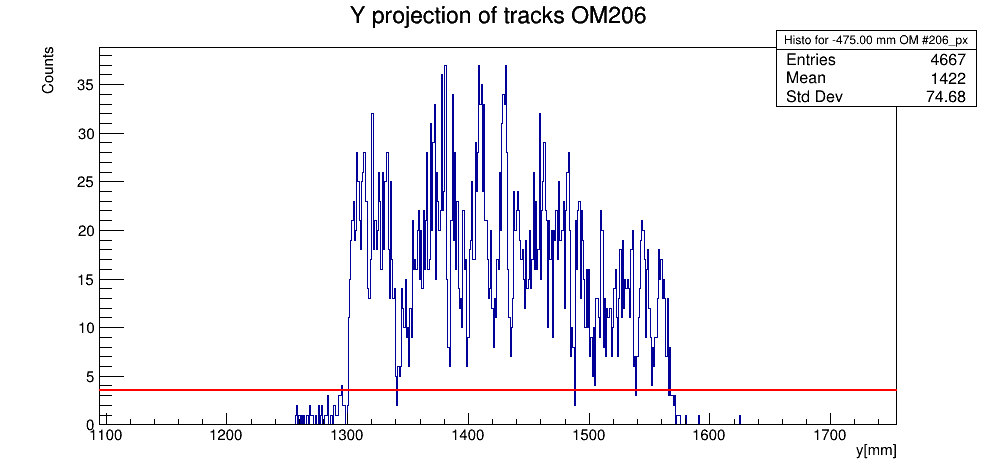 Y projection of tracks OM206
Histo for -475.00 mm OM #206_px
Entries 4667
Mean 1422
Std Dev 74.68
Counts
35
30
25
20
15
10
5
0
1100 1200 1300 1400 1500 1600 1700
y[mm]